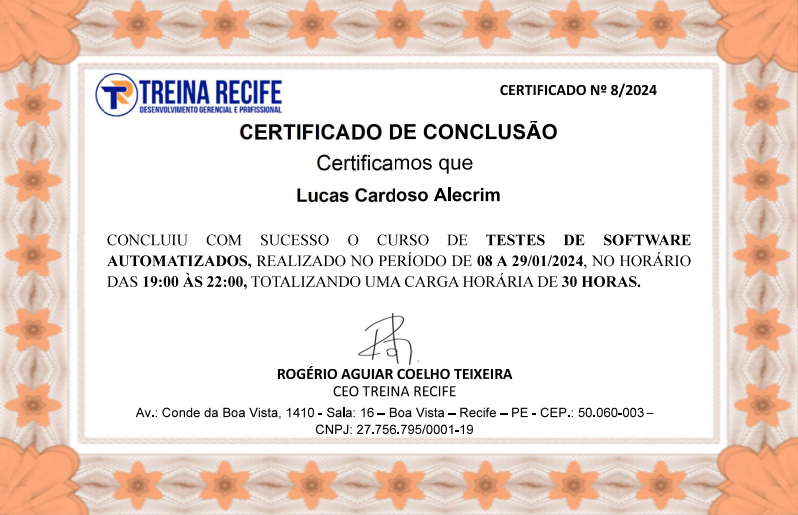 TREINA RECIFE
DESENVOLVIMENTO GERENCIAL E PROFISSIONAL
CERTIFICADO Nº 8/2024
CERTIFICADO DE CONCLUSÃO
Certificamos que
Lucas Cardoso Alecrim
CONCLUIU COM SUCESSO O CURSO DE TESTES DE SOFTWARE
AUTOMATIZADOS, REALIZADO NO PERÍODO DE 08 A 29/01/2024, NO HORÁRIO
DAS 19:00 ÀS 22:00, TOTALIZANDO UMA CARGA HORÁRIA DE 30 HORAS.
ROGÉRIO AGUIAR COELHO TEIXEIRA
CEO TREINA RECIFE
Av.: Conde da Boa Vista, 1410 - Sala: 16 – Boa Vista – Recife – PE - CEP.: 50.060-003 –
CNPJ: 27.756.795/0001-19